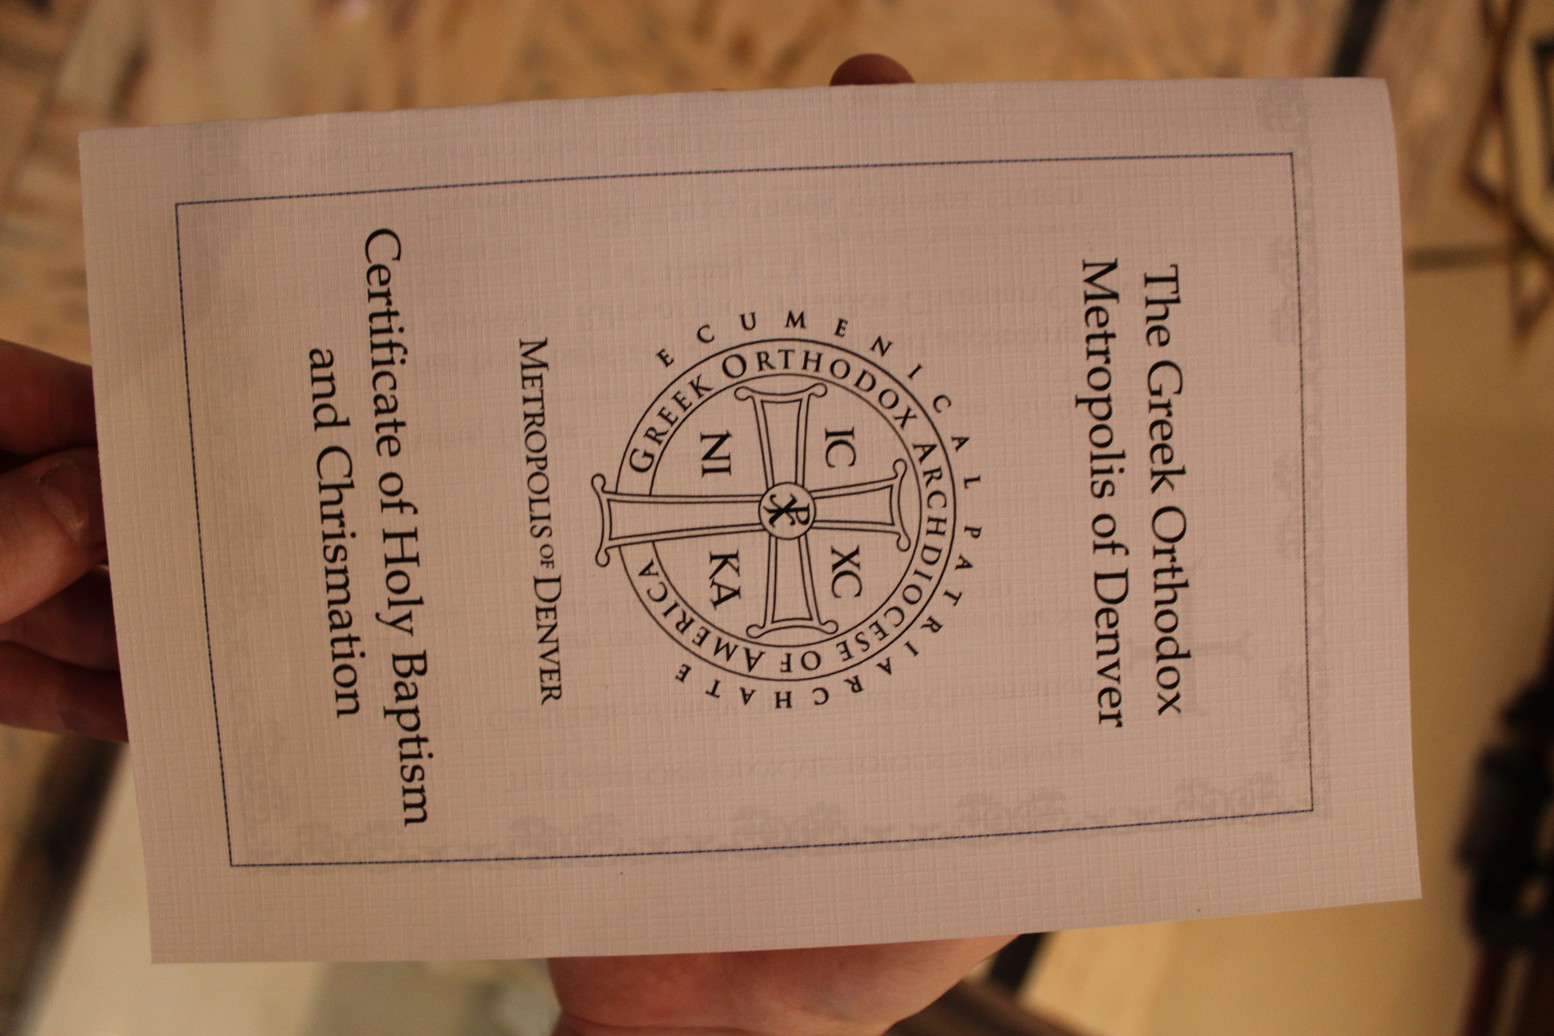 The Greek Orthodox
Metropolis of Denver
ECUMENICAL PATRIARCHATE
GREEK ORTHODOX ARCHDIOCESE OF AMERICA
IC XC
NI KA
METROPOLIS OF DENVER
Certificate of Holy Baptism
and Chrismation